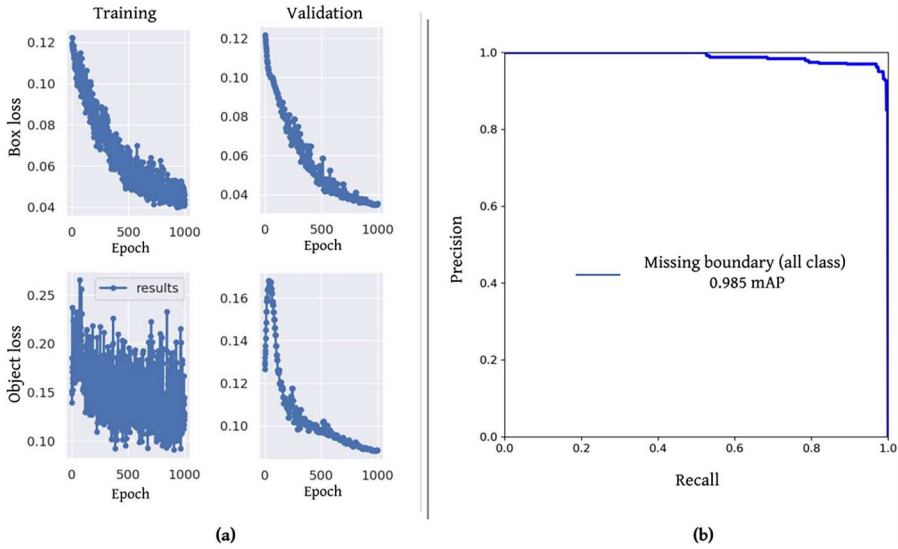 Training
Validation
Box loss
0.12
0.10
0.08
0.06
0.04
0 500 1000
Epoch
0.12
0.10
0.08
0.06
0.04
0 500 1000
Epoch
Object loss
0.25
0.20
0.15
0.10
results
0 500 1000
Epoch
0.16
0.14
0.12
0.10
0 500 1000
Epoch
(a)
Precision
1.0
0.8
0.6
0.4
0.2
0.0
Missing boundary (all class)
0.985 mAP
0.0 0.2 0.4 0.6 0.8 1.0
Recall
(b)